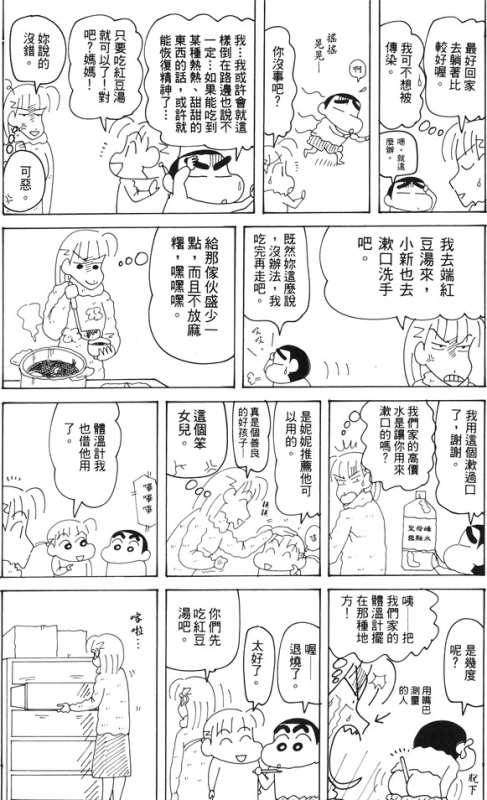 最好回家
去躺著比
較好喔。
我可不想被
傳染。
嗯，就這
麼辦。
搖搖
晃晃—
啊
你沒事吧？
我…我或許會就這
樣倒在路邊也說不
一定…如果能吃到
某種熱熱、甜甜的
東西的話，或許就
能恢復精神了…
只要吃紅豆湯
就可以了！對
吧？媽媽！
妳說的
沒錯。
可惡。
我去端紅
豆湯來，
小新也去
漱口洗手
吧。
既然妳這麼說
，沒辦法，我
吃完再走吧。
給那傢伙盛少一
點，而且不放麻
糬，嘿嘿嘿。
我用這個漱過口
了，謝謝。
我們家的高價
水是讓你用來
漱口的嗎？
是妮妮推薦他可
以用的。
真是個善良
的好孩子—
這個笨
女兒。
體溫計我
也借他用
了。
嗶嗶嗶
是幾度
呢？
脫下
用嘴巴
測量
的人
咦—把
我們家的
體溫計擺
在那種地
方！
喔—
退燒了。
太好了。
你們先
吃紅豆
湯吧。
喀啦…